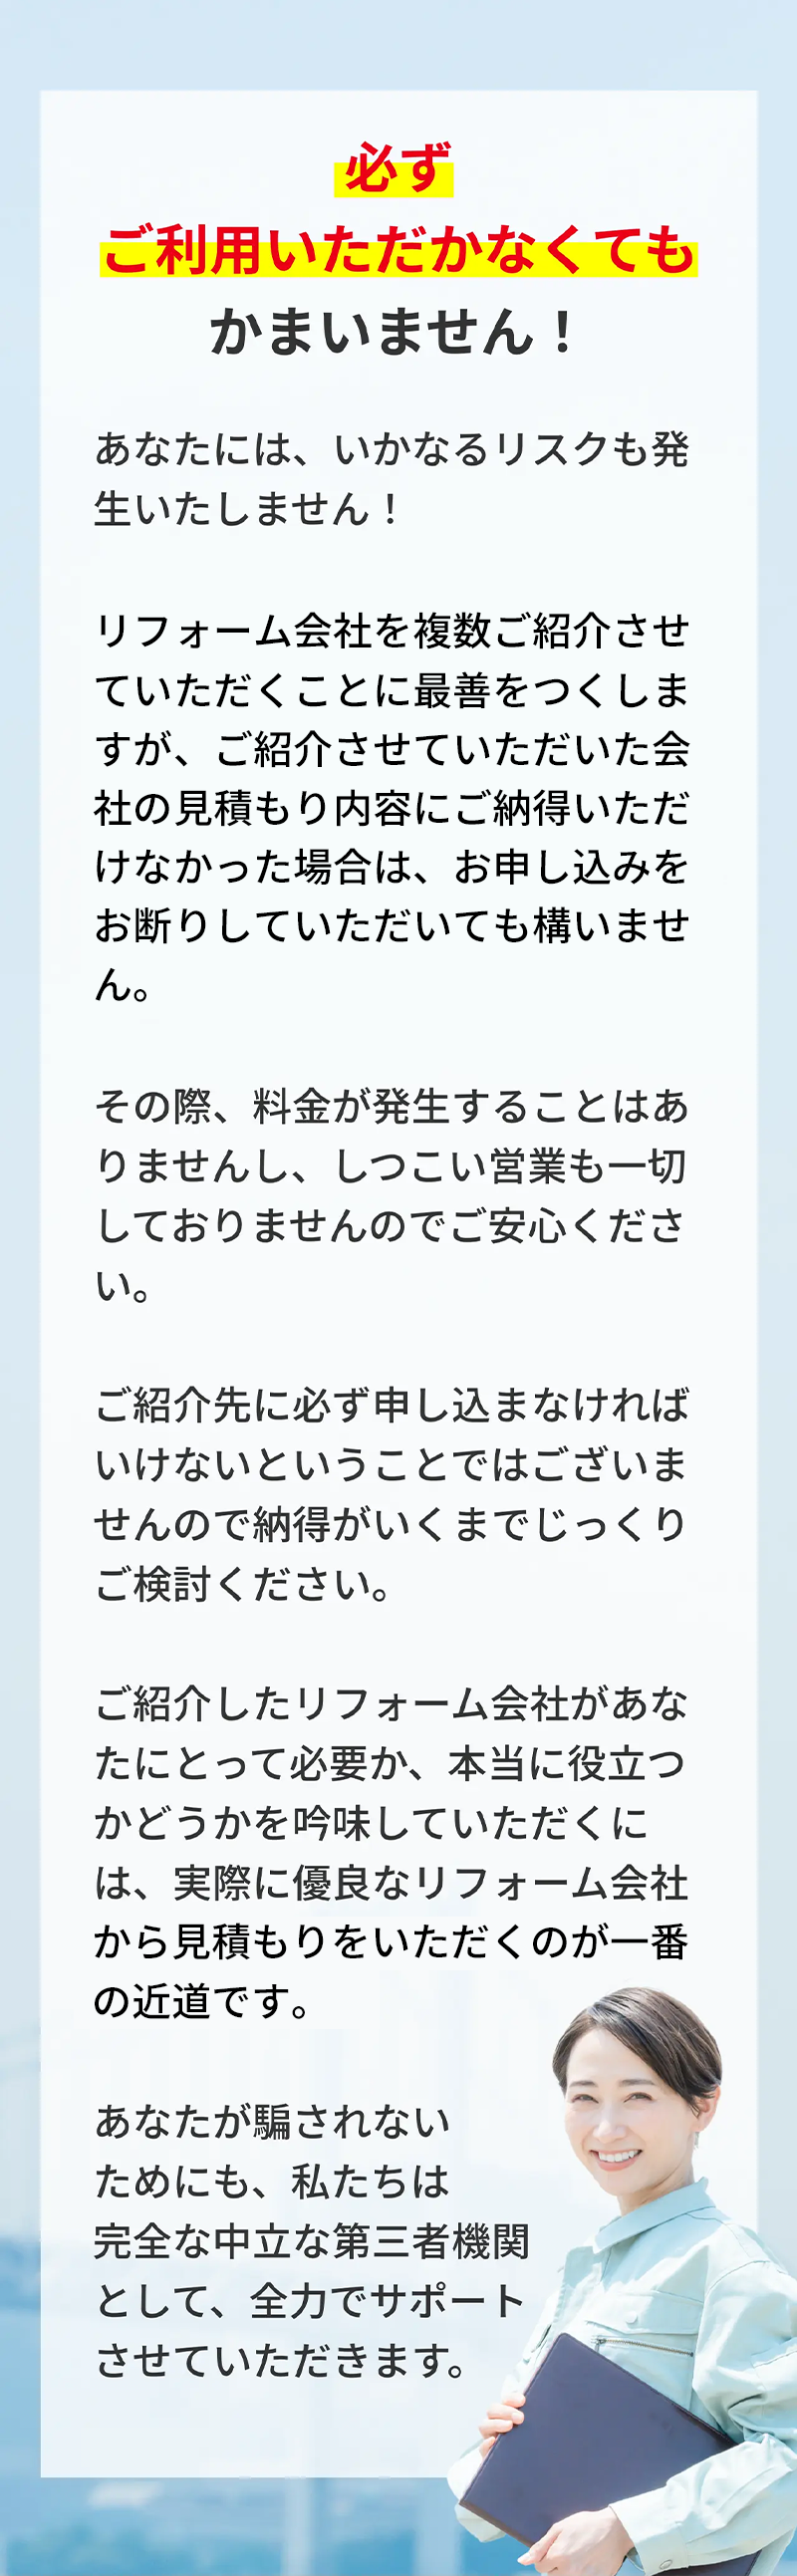 必ず
ご利用いただかなくても
かまいません！
あなたには、いかなるリスクも発
生いたしません！
リフォーム会社を複数ご紹介させ
ていただくことに最善をつくしま
すが、ご紹介させていただいた会
社の見積もり内容にご納得いただ
けなかった場合は、お申し込みを
お断りしていただいても構いませ
ん。
その際、料金が発生することはあ
りませんし、しつこい営業も一切
しておりませんのでご安心くださ
い。
ご紹介先に必ず申し込まなければ
いけないということではございま
せんので納得がいくまでじっくり
ご検討ください。
ご紹介したリフォーム会社があな
たにとって必要か、本当に役立つ
かどうかを吟味していただくに
は、実際に優良なリフォーム会社
から見積もりをいただくのが一番
の近道です。
あなたが騙されない
ためにも、私たちは
完全な中立な第三者機関
として、全力でサポート
させていただきます。